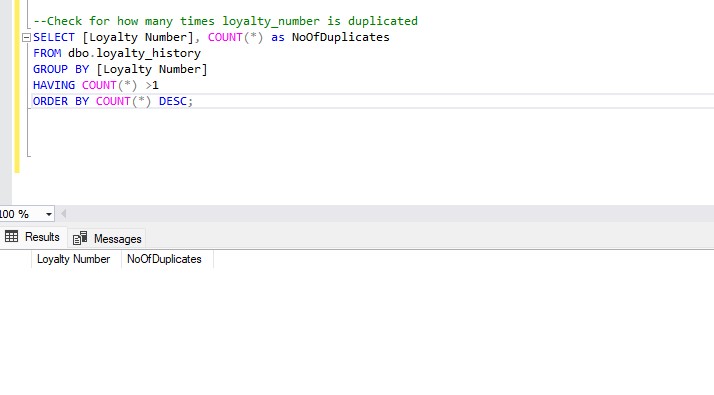 --Check for how many times loyalty_number is duplicated
SELECT [Loyalty Number], COUNT(*) as NoOfDuplicates
FROM dbo.loyalty_history
GROUP BY [Loyalty Number]
HAVING COUNT(*) >1
ORDER BY COUNT(*) DESC;
100 %
Results Messages
Loyalty Number NoOfDuplicates